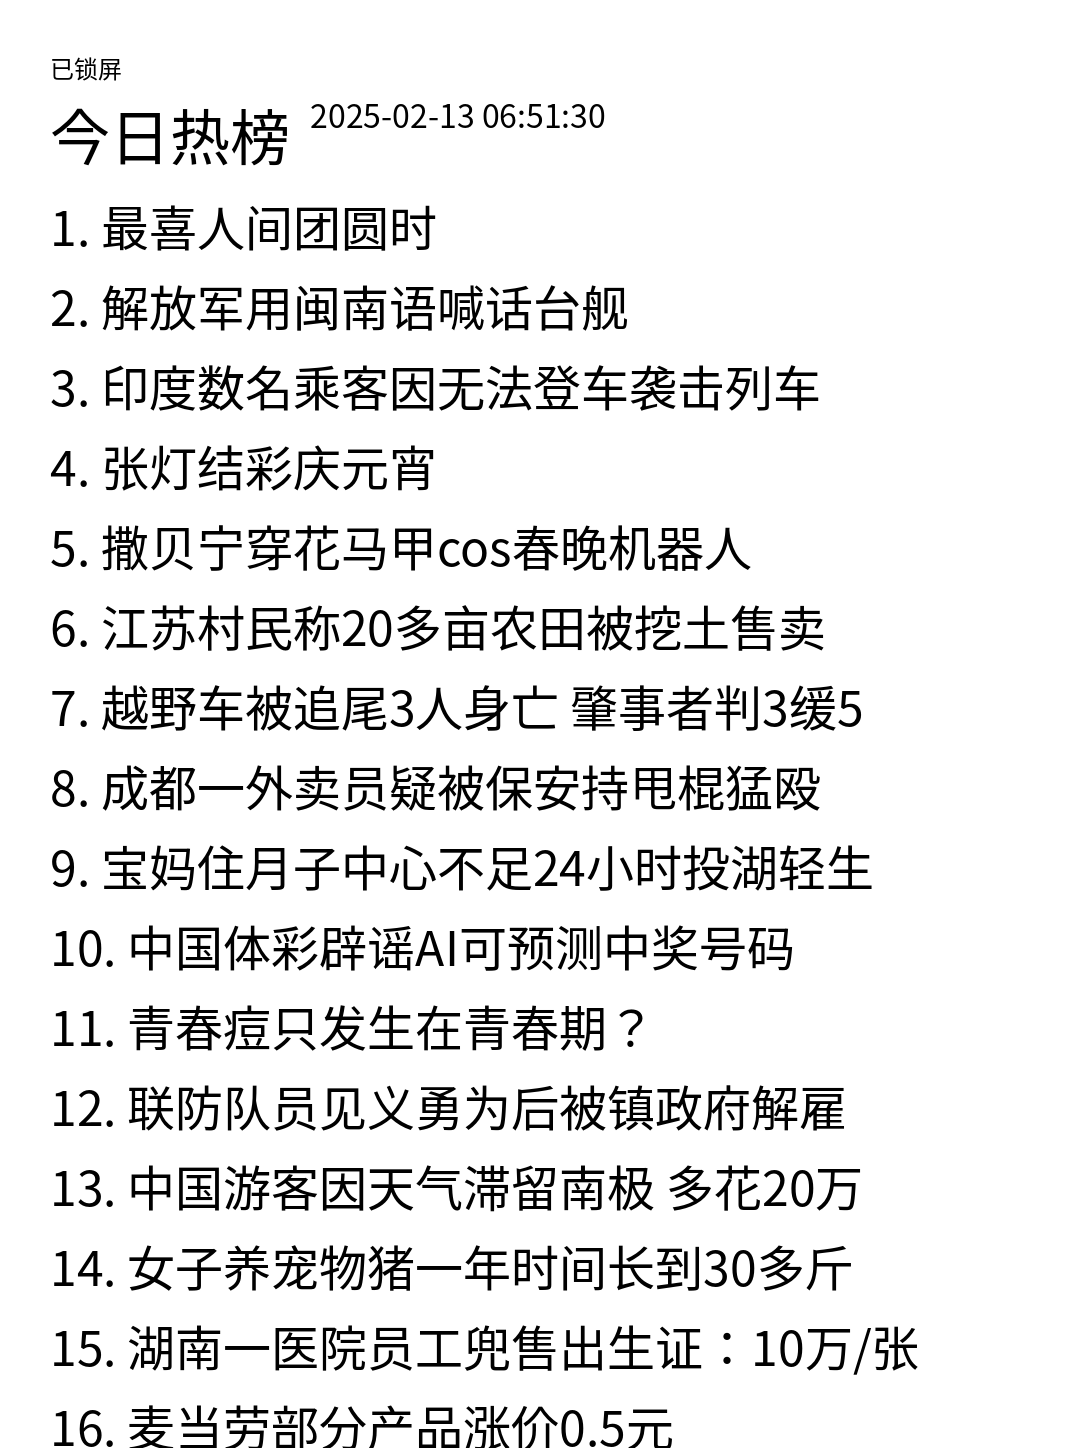 已锁屏
今日热榜 2025-02-13 06:51:30
1. 最喜人间团圆时
2. 解放军用闽南语喊话台舰
3. 印度数名乘客因无法登车袭击列车
4. 张灯结彩庆元宵
5. 撒贝宁穿花马甲cos春晚机器人
6. 江苏村民称20多亩农田被挖土售卖
7. 越野车被追尾3人身亡 肇事者判3缓5
8. 成都一外卖员疑被保安持甩棍猛殴
9. 宝妈住月子中心不足24小时投湖轻生
10. 中国体彩辟谣AI可预测中奖号码
11. 青春痘只发生在青春期？
12. 联防队员见义勇为后被镇政府解雇
13. 中国游客因天气滞留南极 多花20万
14. 女子养宠物猪一年时间长到30多斤
15. 湖南一医院员工兜售出生证：10万/张
16. 麦当劳部分产品涨价0.5元